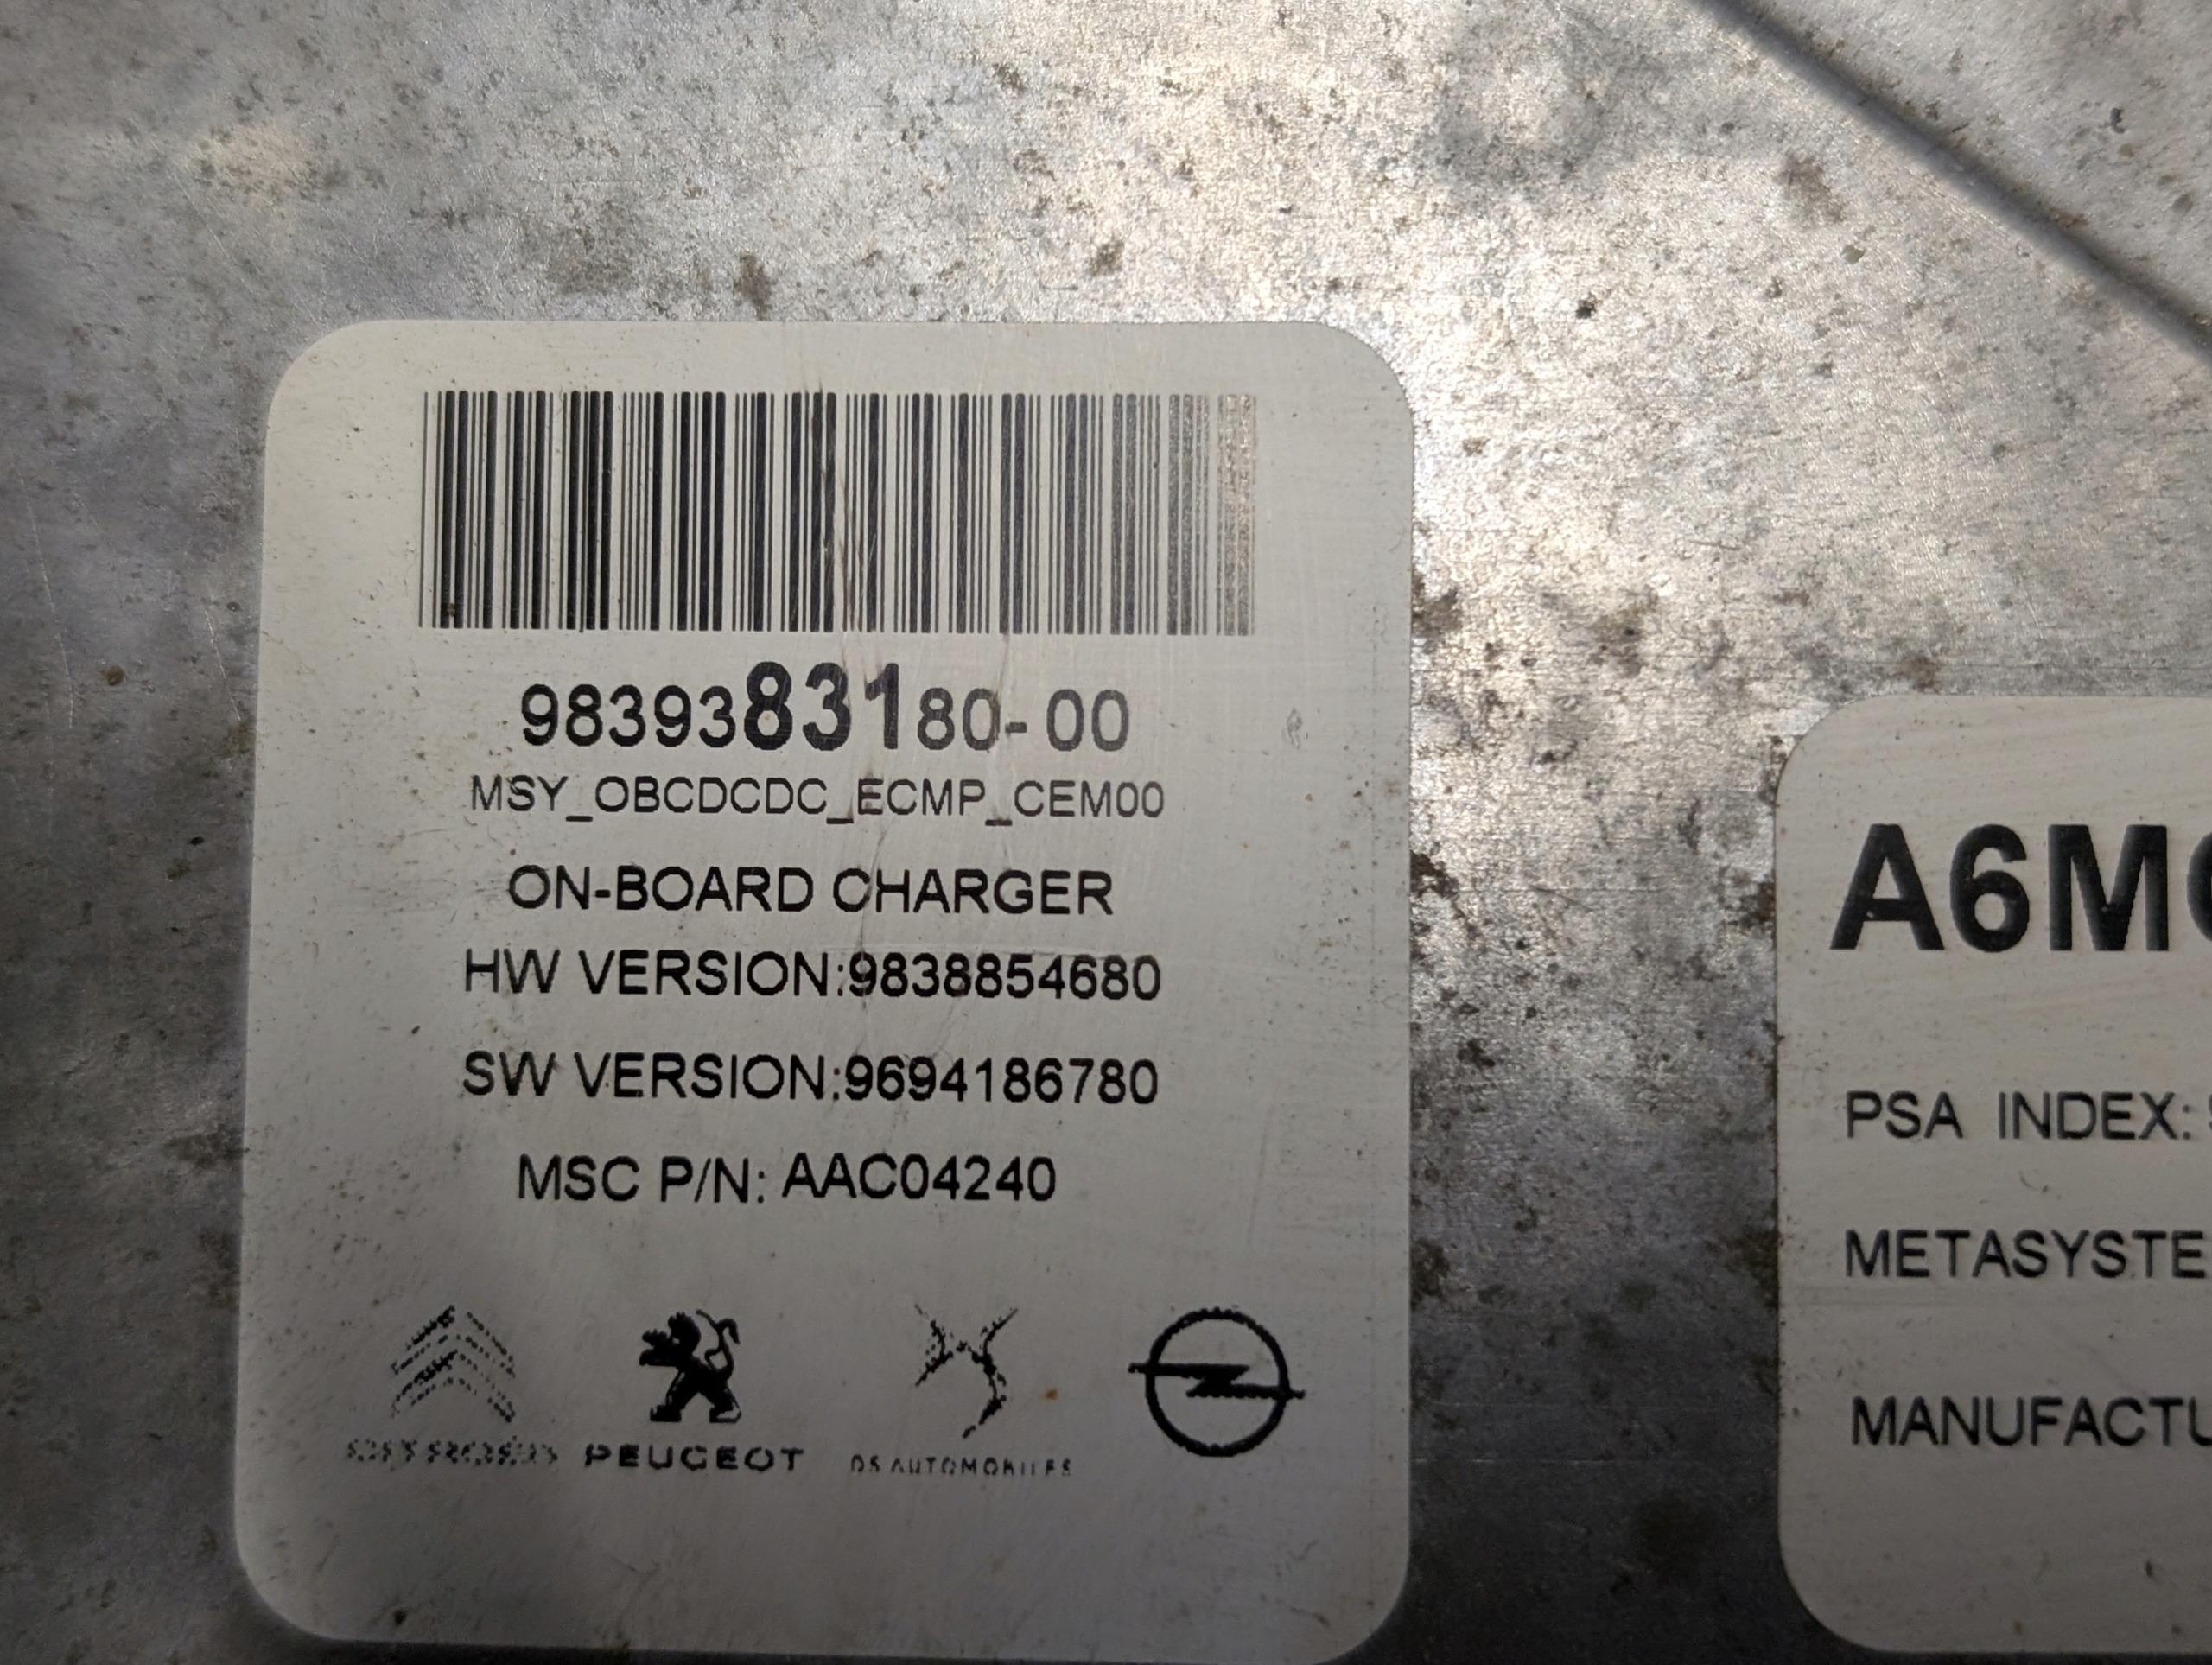 9839383180-00
MSY_OBCDCDC_ECMP_CEM00
ON-BOARD CHARGER
HW VERSION:9838854680
SW VERSION:9694186780
MSC P/N: AAC04240
PEUGEOT
DS AUTOMOBILES
A6M
PSA INDEX:
METASYSTE
MANUFACTU